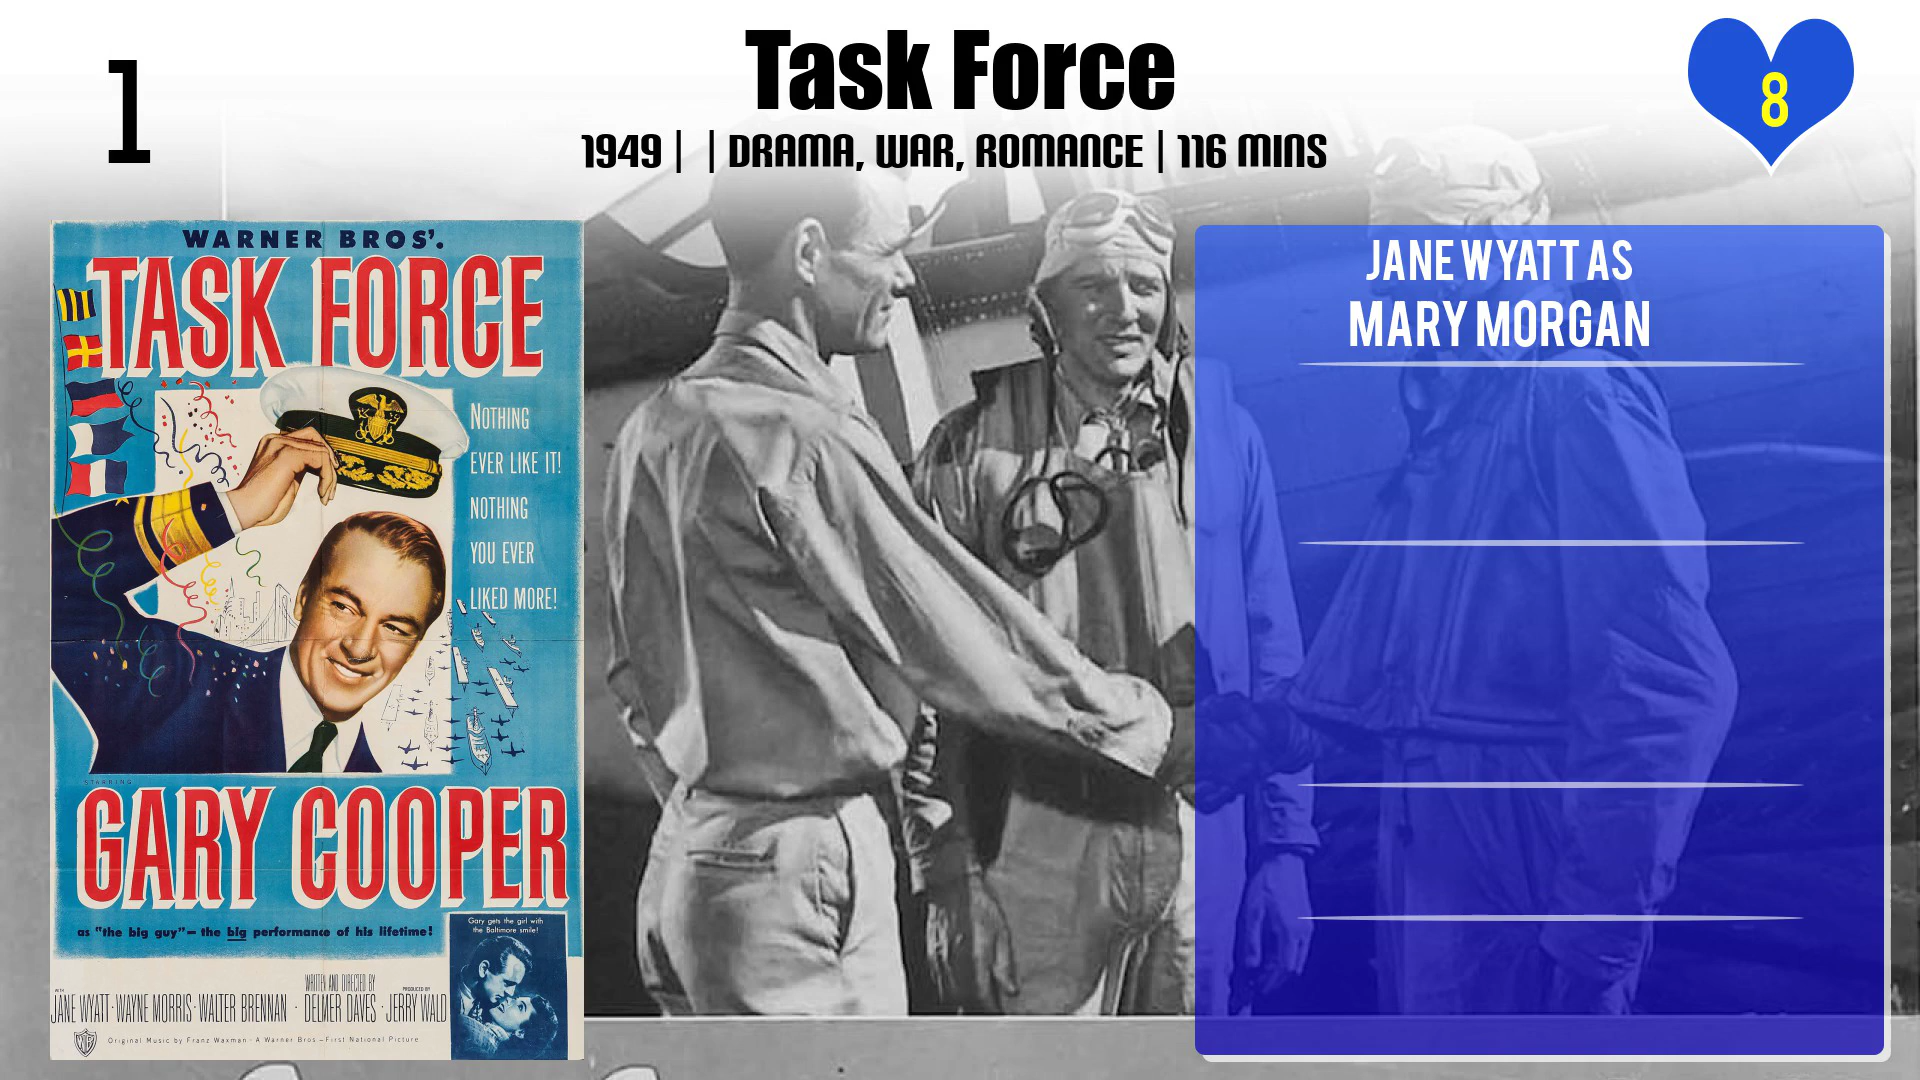 1
Task Force
1949 | | DRAMA, WAR, ROMANCE | 116 MINS
8
WARNER BROS'.
TASK FORCE
NOTHING
EVER LIKE IT!
NOTHING
YOU EVER
LIKED MORE!
STARRING
GARY COOPER
as "the big guy"—the big performance of his lifetime!
Gary gets the girl with
the Baltimore smile!
WITH
JANE WYATT · WAYNE MORRIS · WALTER BRENNAN ·
WRITTEN AND DIRECTED BY
DELMER DAVES ·
PRODUCED BY
JERRY WALD
WB
Original Music by Franz Waxman · A Warner Bros.—First National Picture
JANE WYATT AS
MARY MORGAN